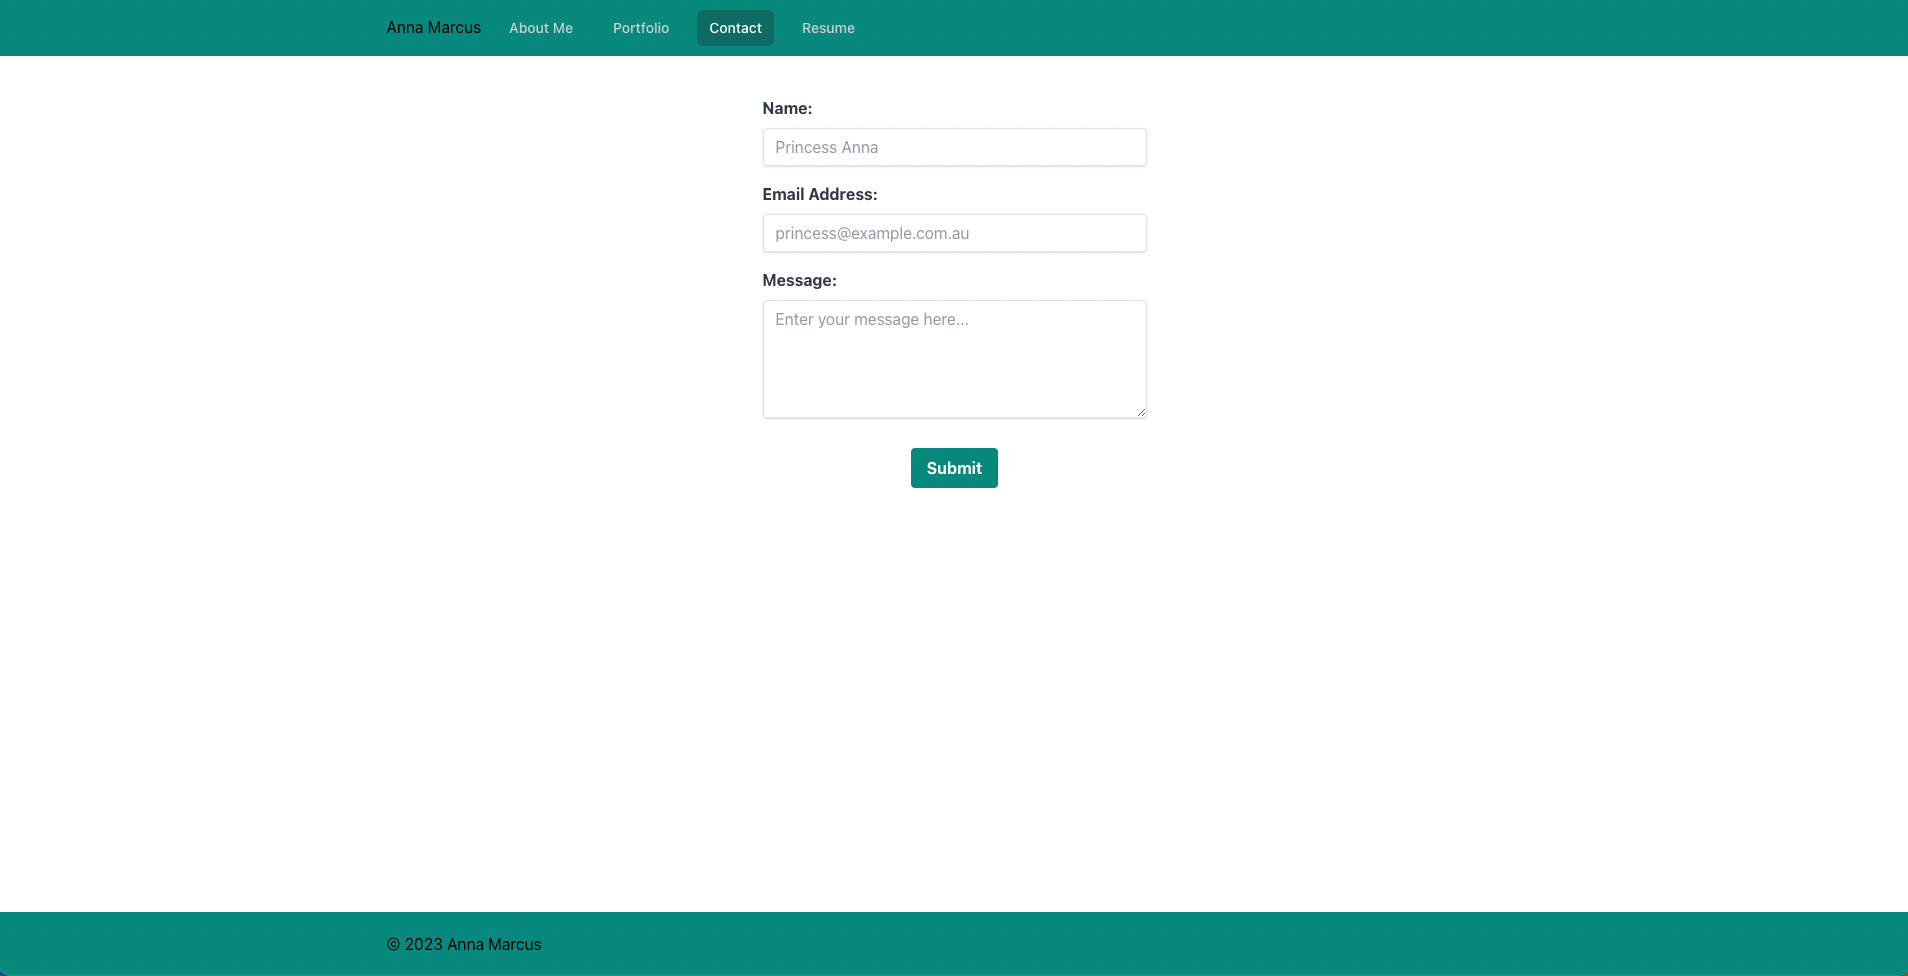 Anna Marcus About Me Portfolio Contact Resume
Name:
Princess Anna
Email Address:
princess@example.com.au
Message:
Enter your message here...
Submit
© 2023 Anna Marcus